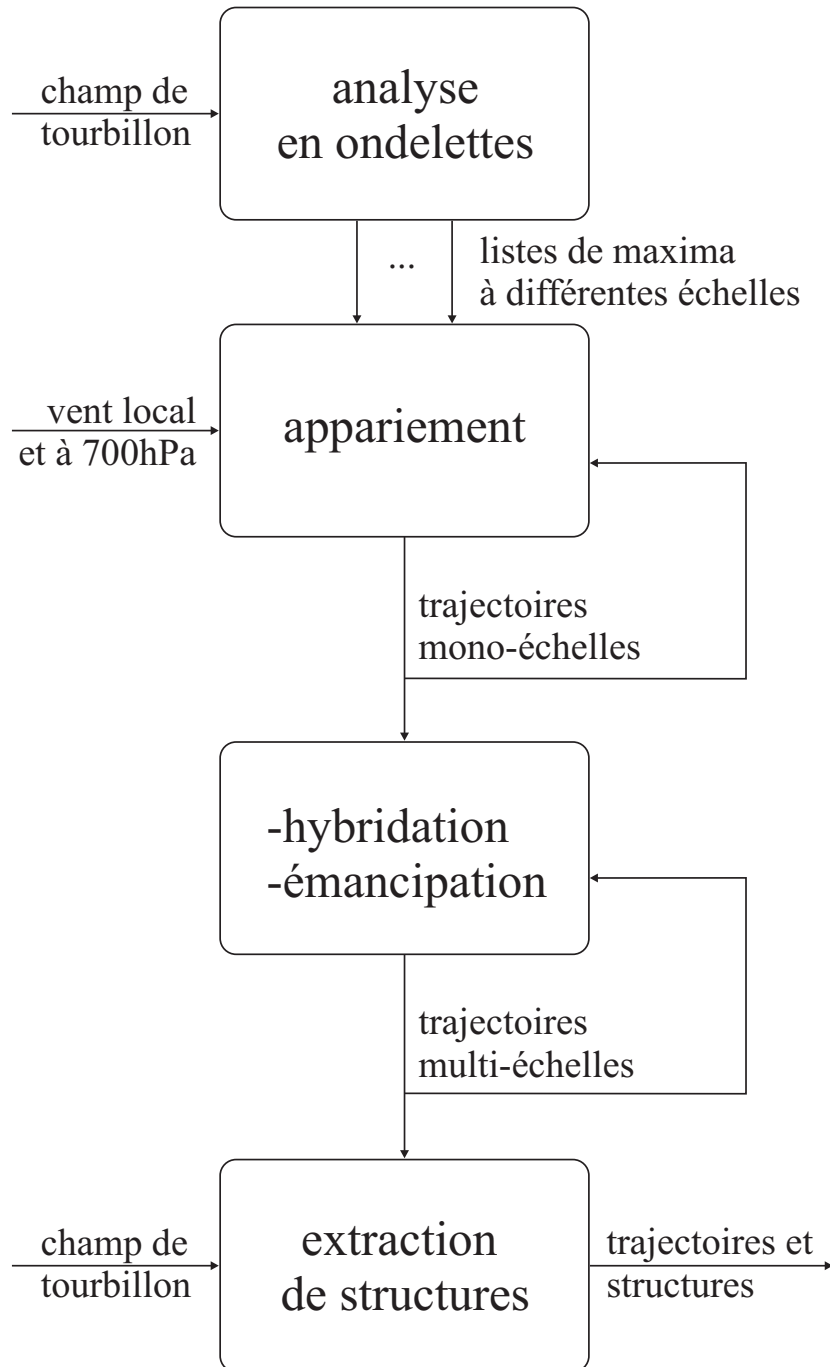 champ de
tourbillon
analyse
en ondelettes
...
listes de maxima
à différentes échelles
vent local
et à 700hPa
appariement
trajectoires
mono-échelles
-hybridation
-émancipation
trajectoires
multi-échelles
champ de
tourbillon
extraction
de structures
trajectoires et
structures